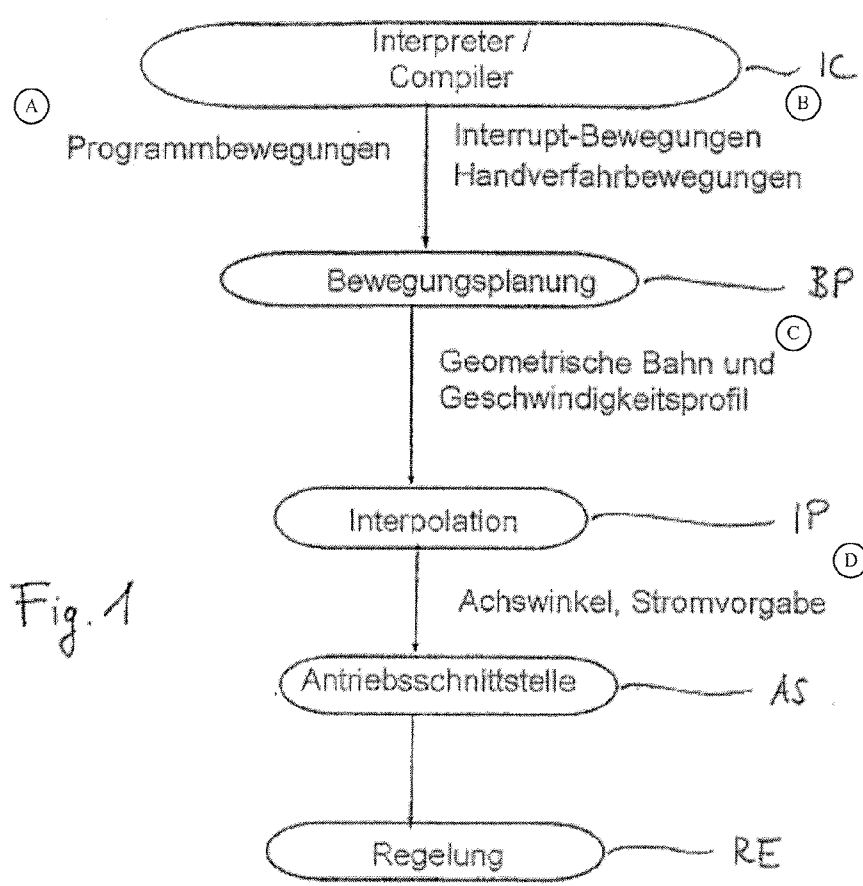 Interpreter /
Compiler
IC
A
B
Programmbewegungen
Interrupt-Bewegungen
Handverfahrbewegungen
Bewegungsplanung
BP
C
Geometrische Bahn und
Geschwindigkeitsprofil
Interpolation
IP
D
Fig. 1
Achswinkel, Stromvorgabe
Antriebsschnittstelle
AS
Regelung
RE